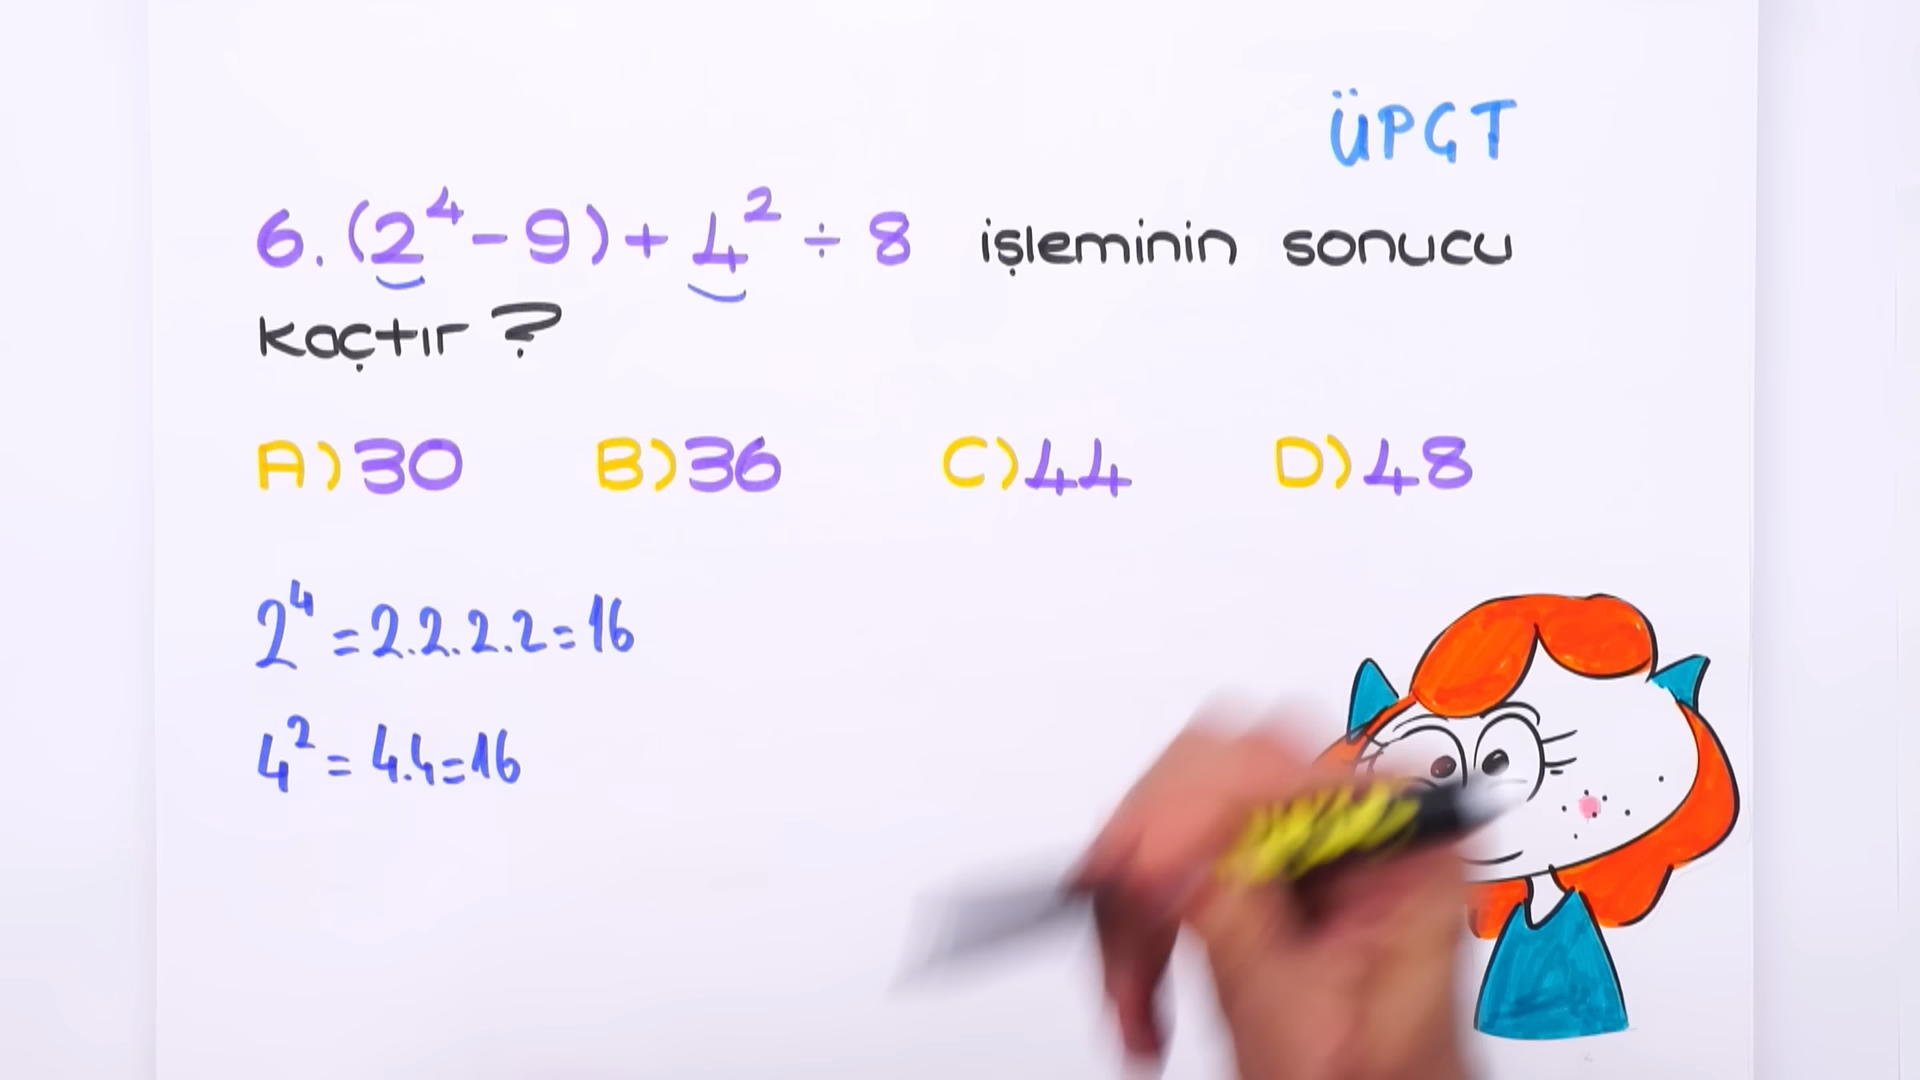 ÜPÇT
6.(2⁴-9)+4²÷8 işleminin sonucu
kaçtır?
A)30 B)36 C)44 D)48
2⁴=2.2.2.2=16
4²=4.4=16